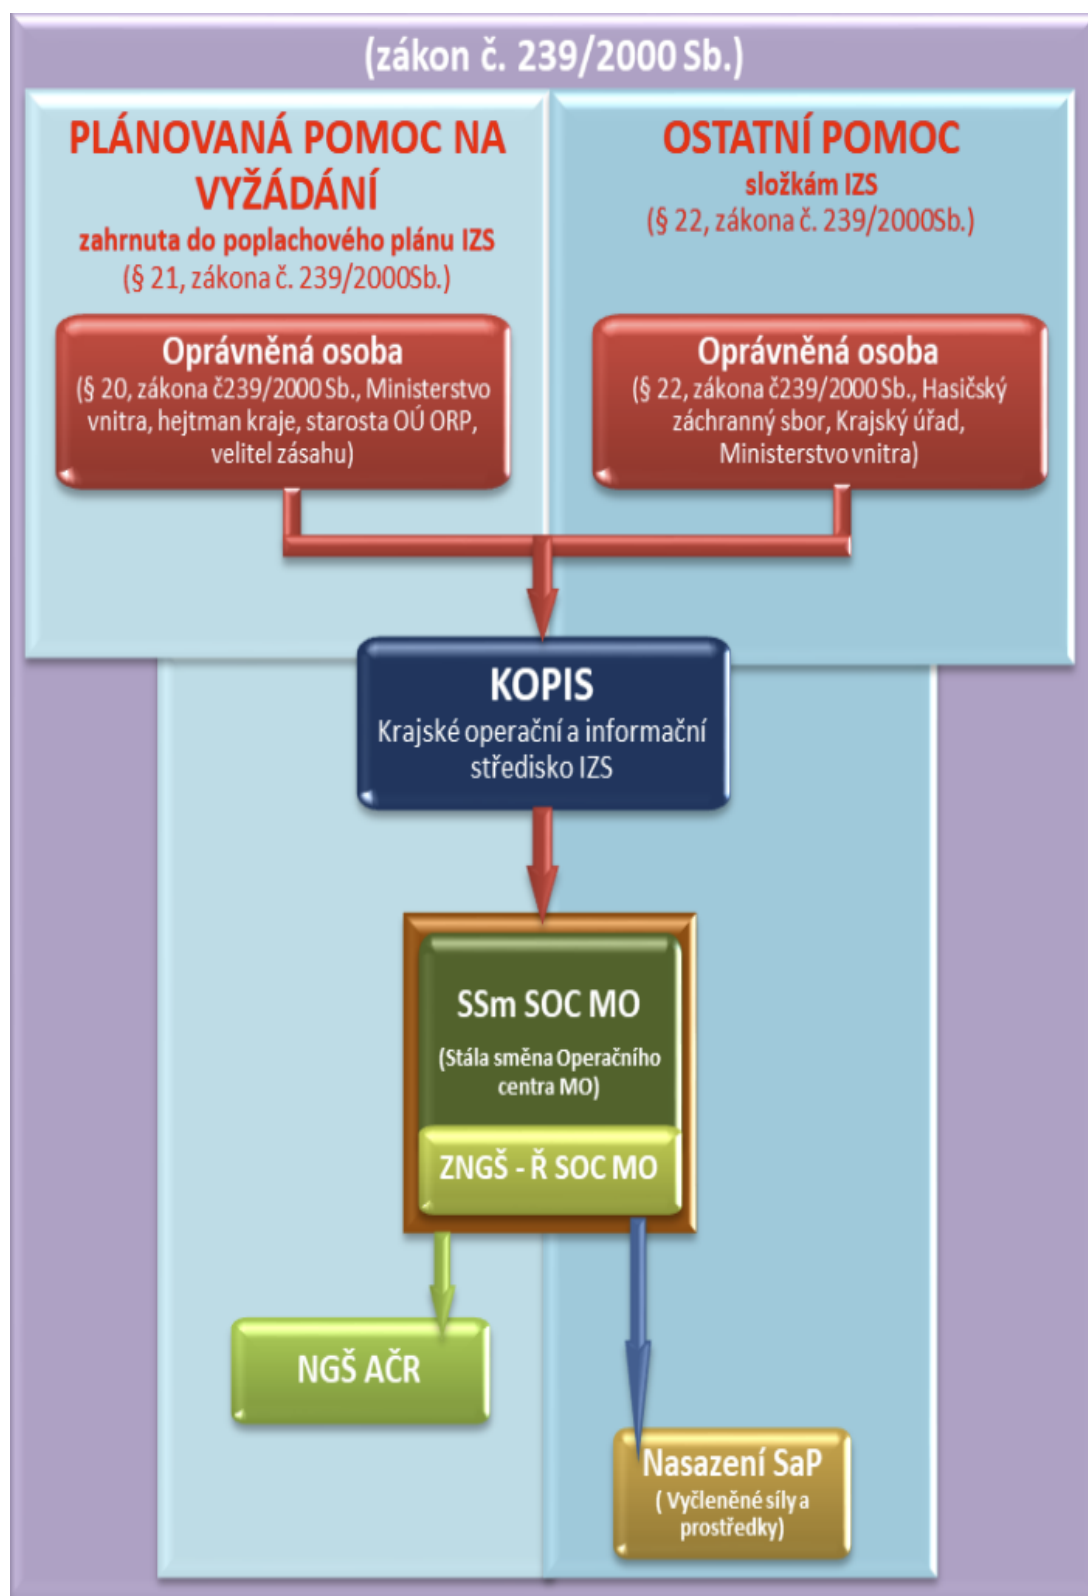 (zákon č. 239/2000 Sb.)
PLÁNOVANÁ POMOC NA
VYŽÁDÁNÍ
zahrnuta do poplachového plánu IZS
(§ 21, zákona č. 239/2000Sb.)
OSTATNÍ POMOC
složkám IZS
(§ 22, zákona č. 239/2000Sb.)
Oprávněná osoba
(§ 20, zákona č239/2000 Sb., Ministerstvo
vnitra, hejtman kraje, starosta OÚ ORP,
velitel zásahu)
Oprávněná osoba
(§ 22, zákona č239/2000 Sb., Hasičský
záchranný sbor, Krajský úřad,
Ministerstvo vnitra)
KOPIS
Krajské operační a informační
středisko IZS
SSm SOC MO
(Stála směna Operačního
centra MO)
ZNGŠ - Ř SOC MO
NGŠ AČR
Nasazení SaP
( Vyčleněné síly a
prostředky)